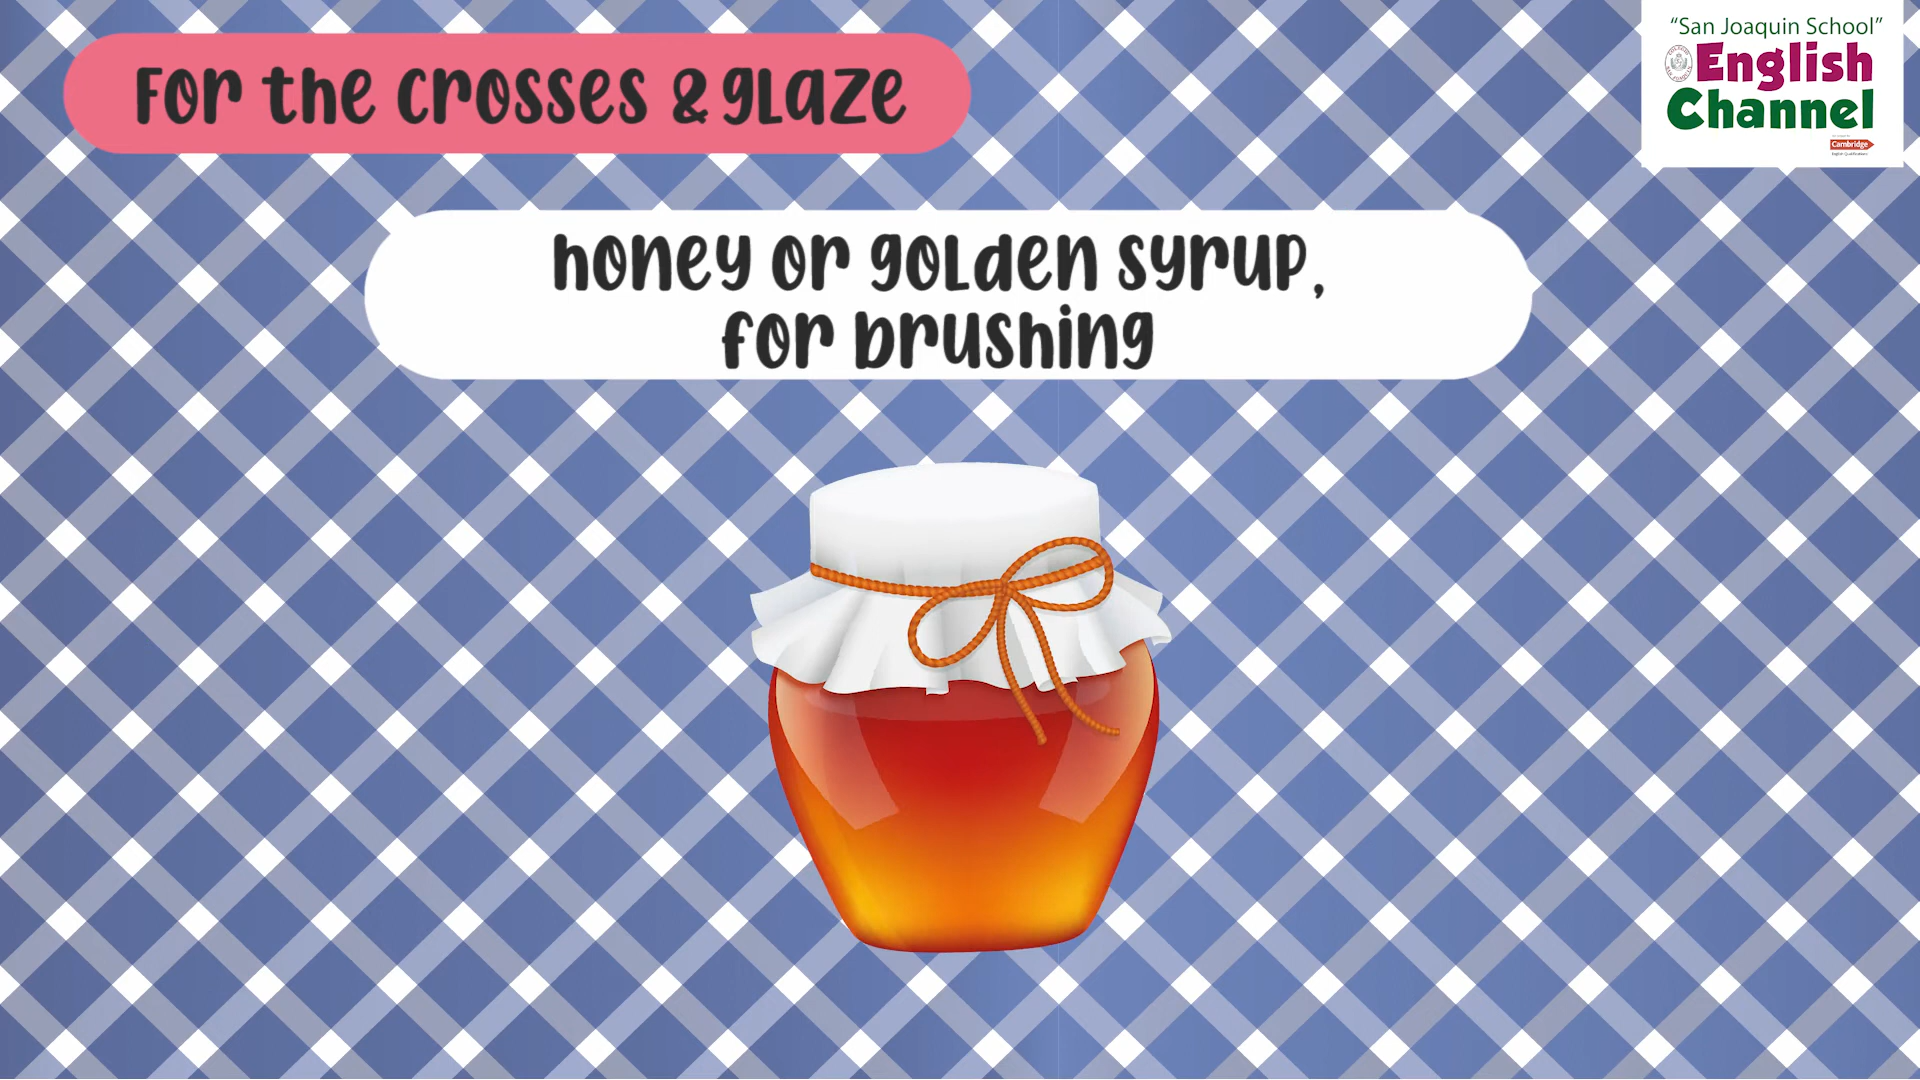 For the crosses & glaze
"San Joaquin School"
English
Channel
Cambridge
honey or golden syrup,
for brushing